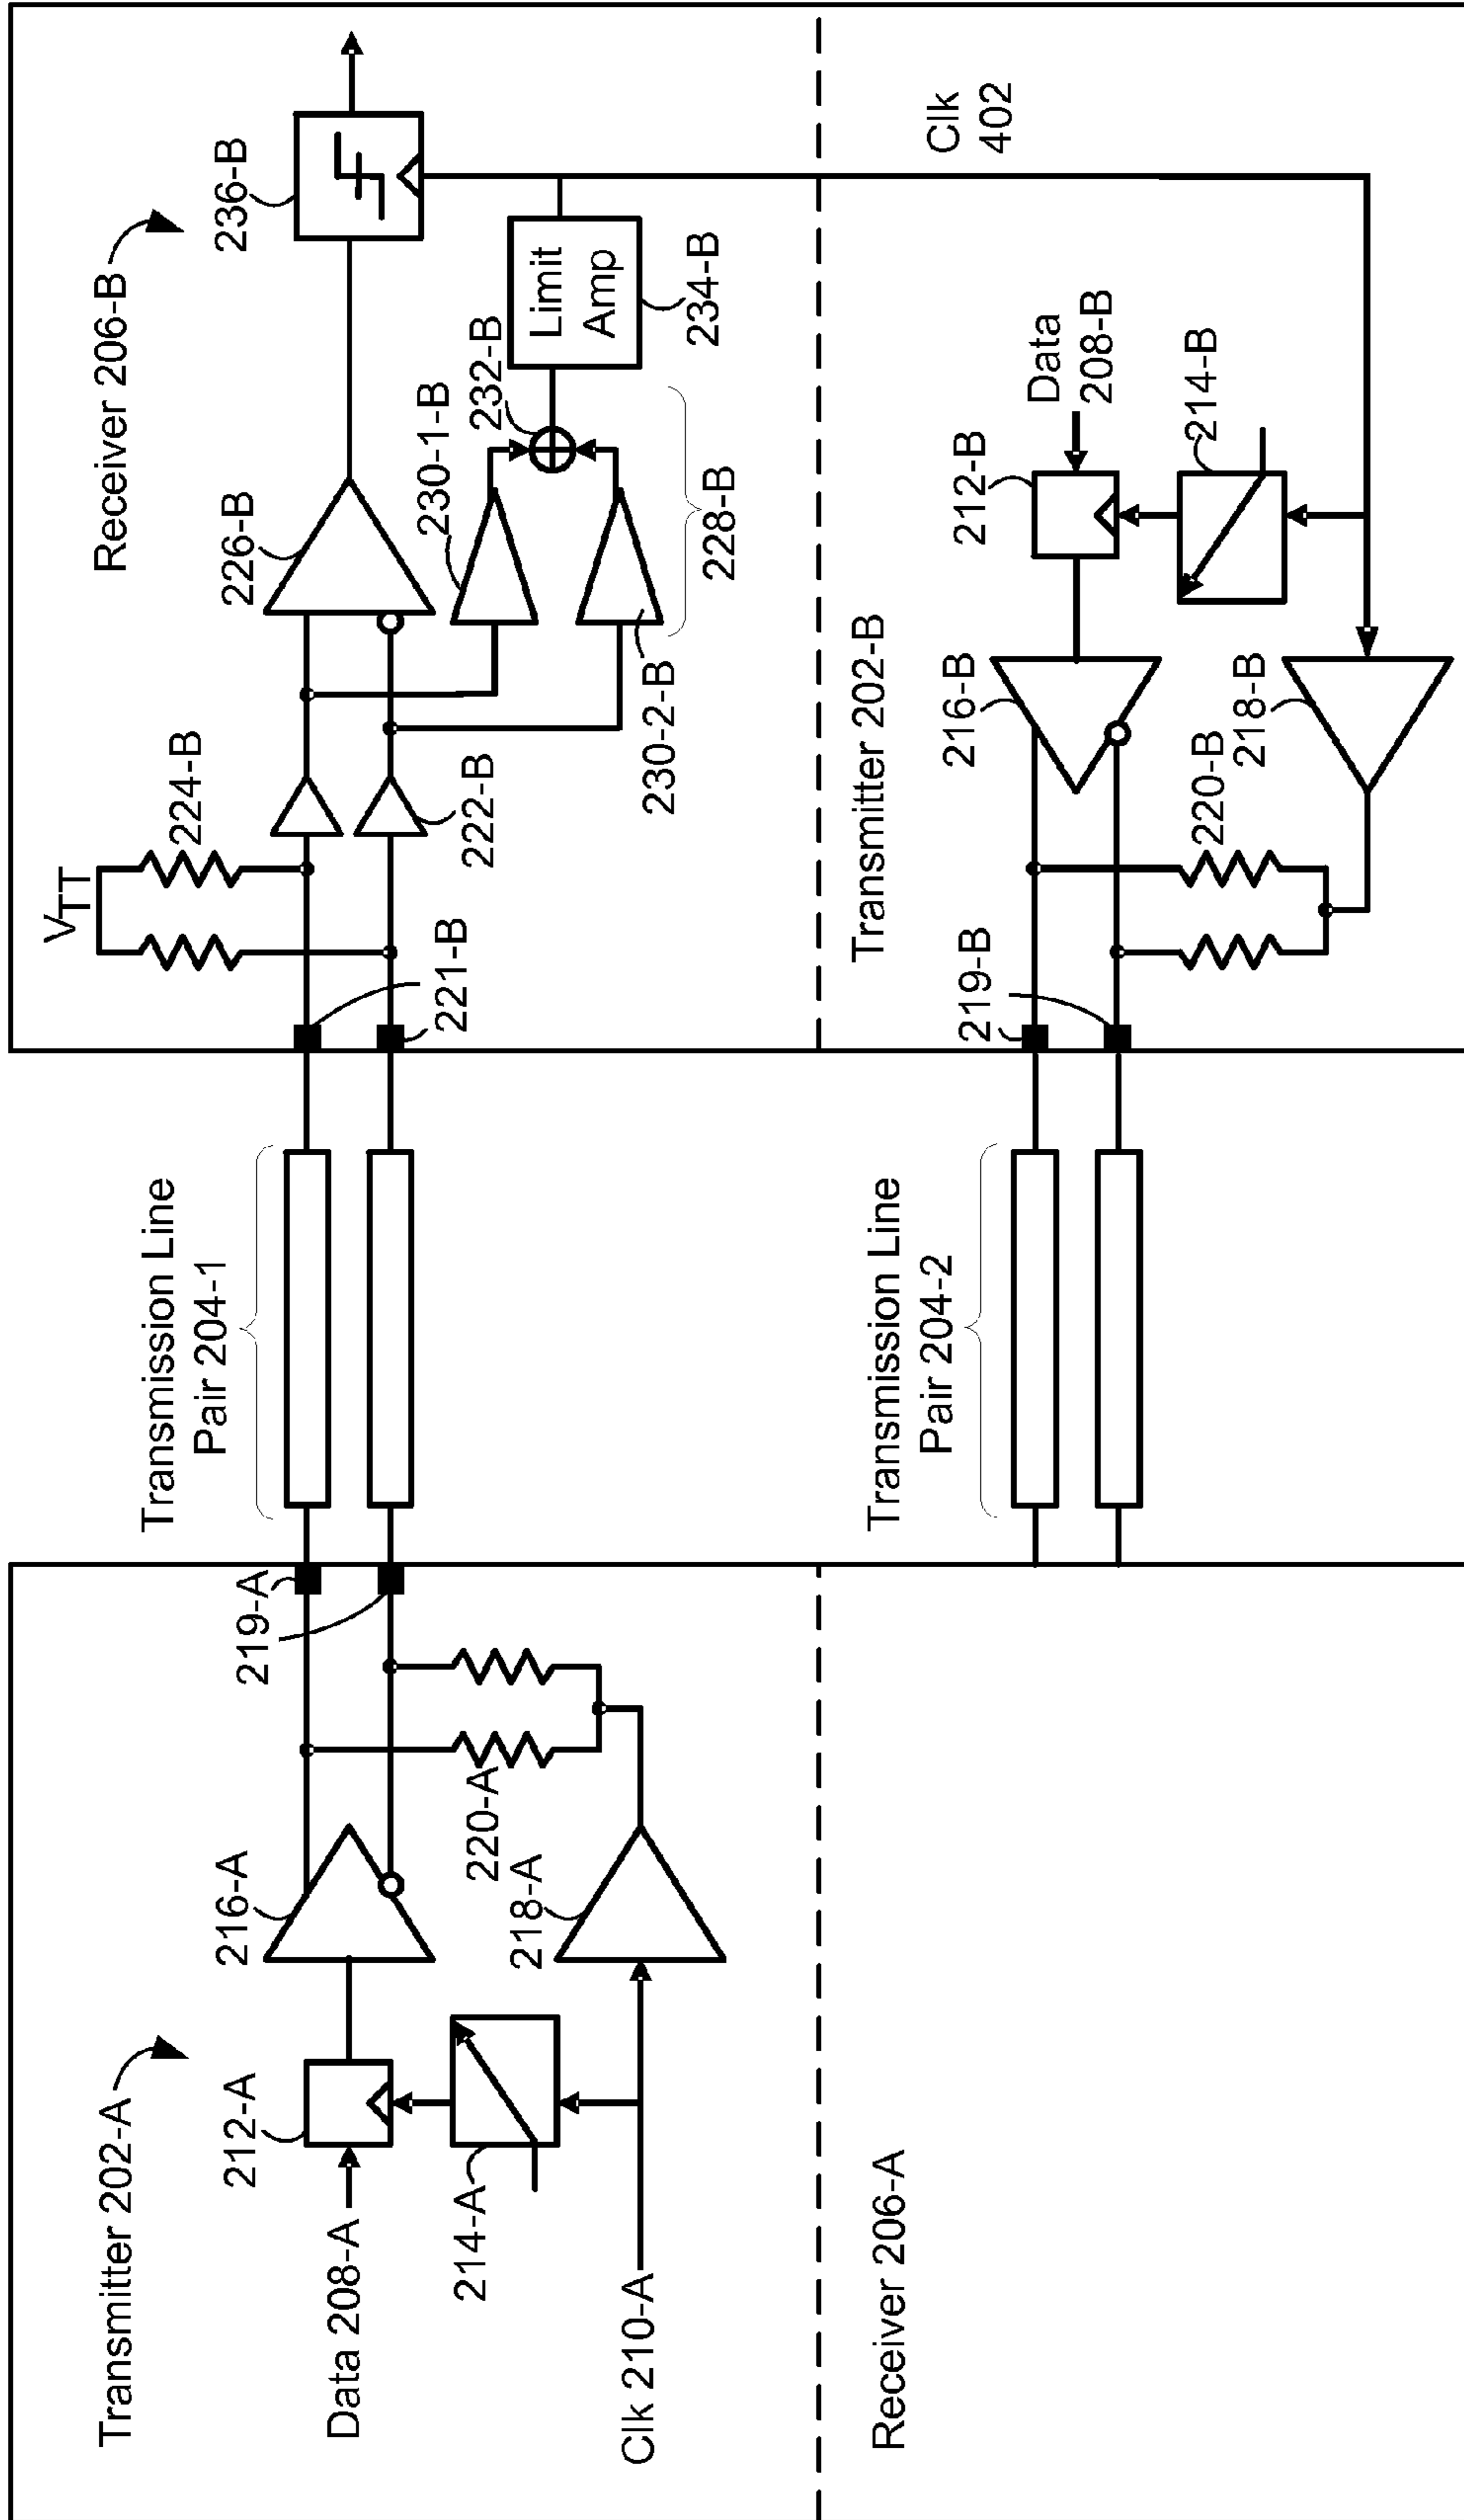 Transmitter 202-A
212-A
Data 208-A
214-A
Clk 210-A
216-A
218-A
220-A
219-A
Receiver 206-A
Transmission Line
Pair 204-1
Transmission Line
Pair 204-2
Receiver 206-B
VTT
224-B
221-B
222-B
226-B
230-1-B
230-2-B
232-B
228-B
Limit
Amp
234-B
236-B
Clk
402
Transmitter 202-B
219-B
216-B
220-B
218-B
212-B
Data
208-B
214-B